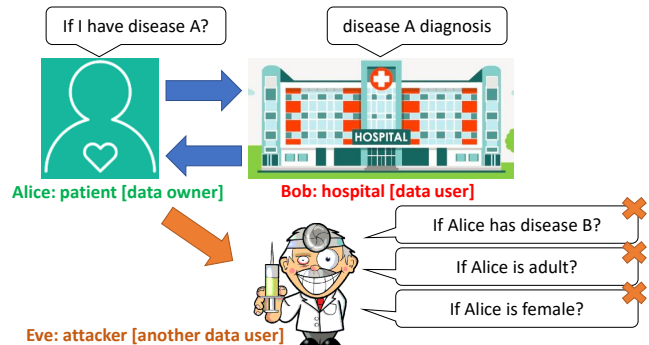 If I have disease A?
disease A diagnosis
HOSPITAL
Alice: patient [data owner]
Bob: hospital [data user]
If Alice has disease B?
If Alice is adult?
If Alice is female?
Eve: attacker [another data user]